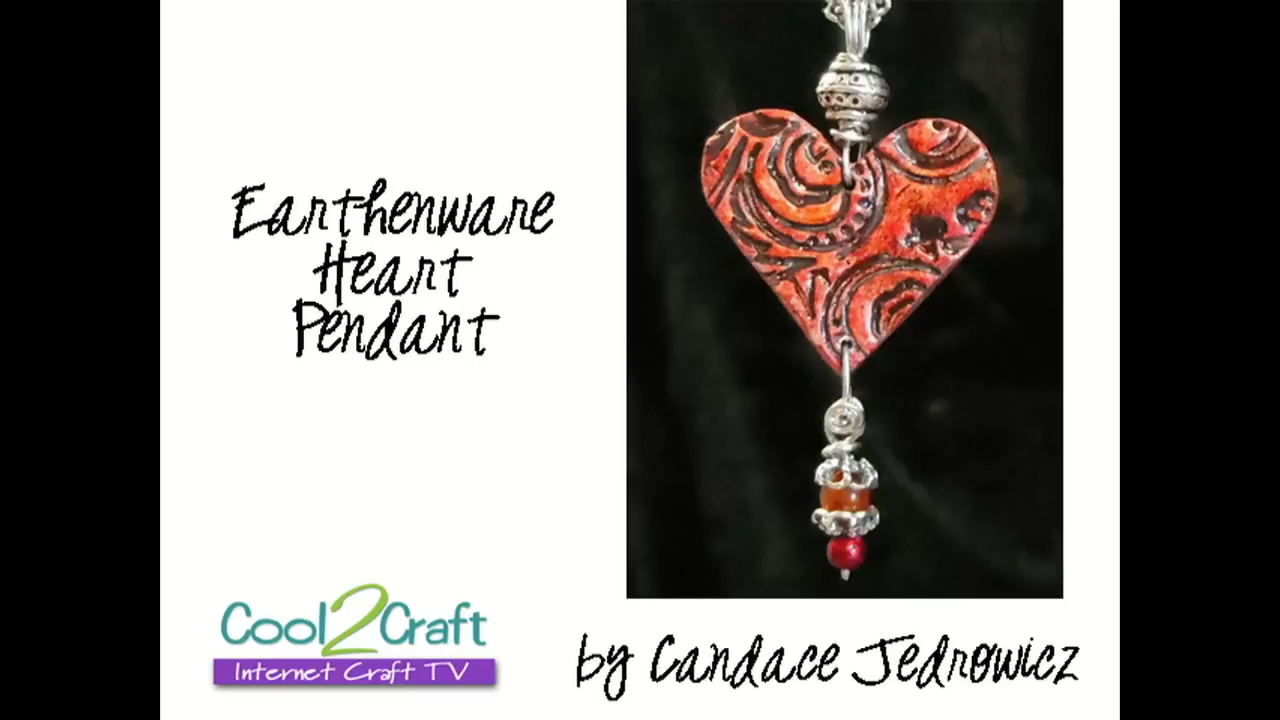 Earthenware
Heart
Pendant
Cool2Craft
Internet Craft TV
by Candace Jedrowicz